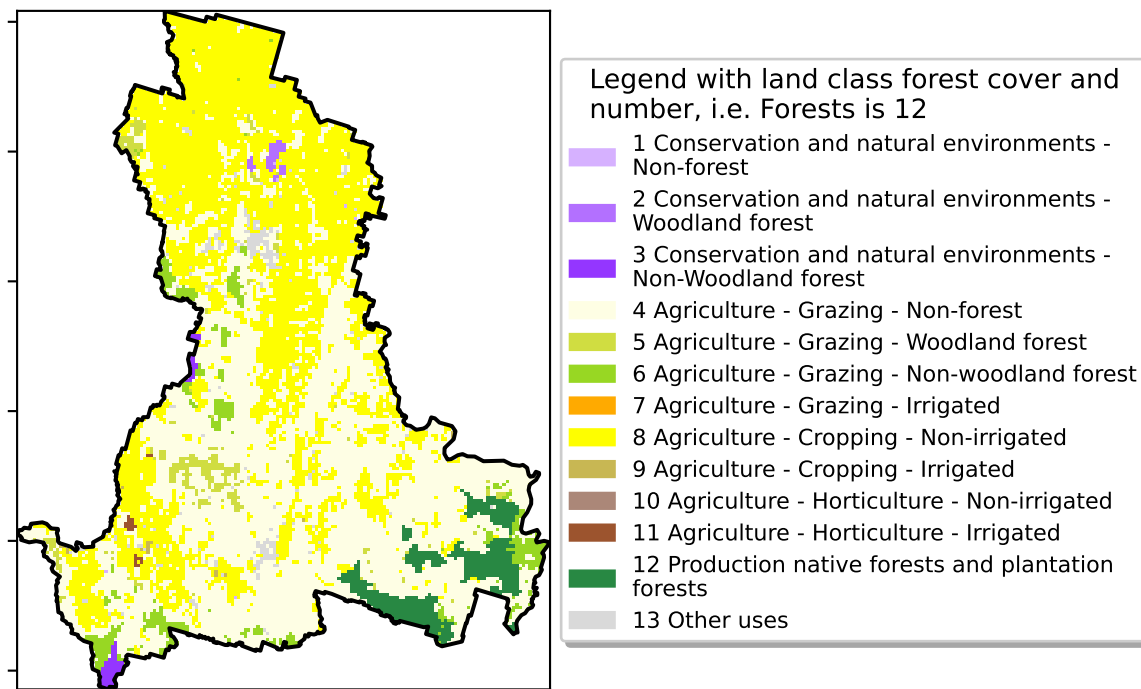 Legend with land class forest cover and
number, i.e. Forests is 12
1 Conservation and natural environments -
Non-forest
2 Conservation and natural environments -
Woodland forest
3 Conservation and natural environments -
Non-Woodland forest
4 Agriculture - Grazing - Non-forest
5 Agriculture - Grazing - Woodland forest
6 Agriculture - Grazing - Non-woodland forest
7 Agriculture - Grazing - Irrigated
8 Agriculture - Cropping - Non-irrigated
9 Agriculture - Cropping - Irrigated
10 Agriculture - Horticulture - Non-irrigated
11 Agriculture - Horticulture - Irrigated
12 Production native forests and plantation
forests
13 Other uses